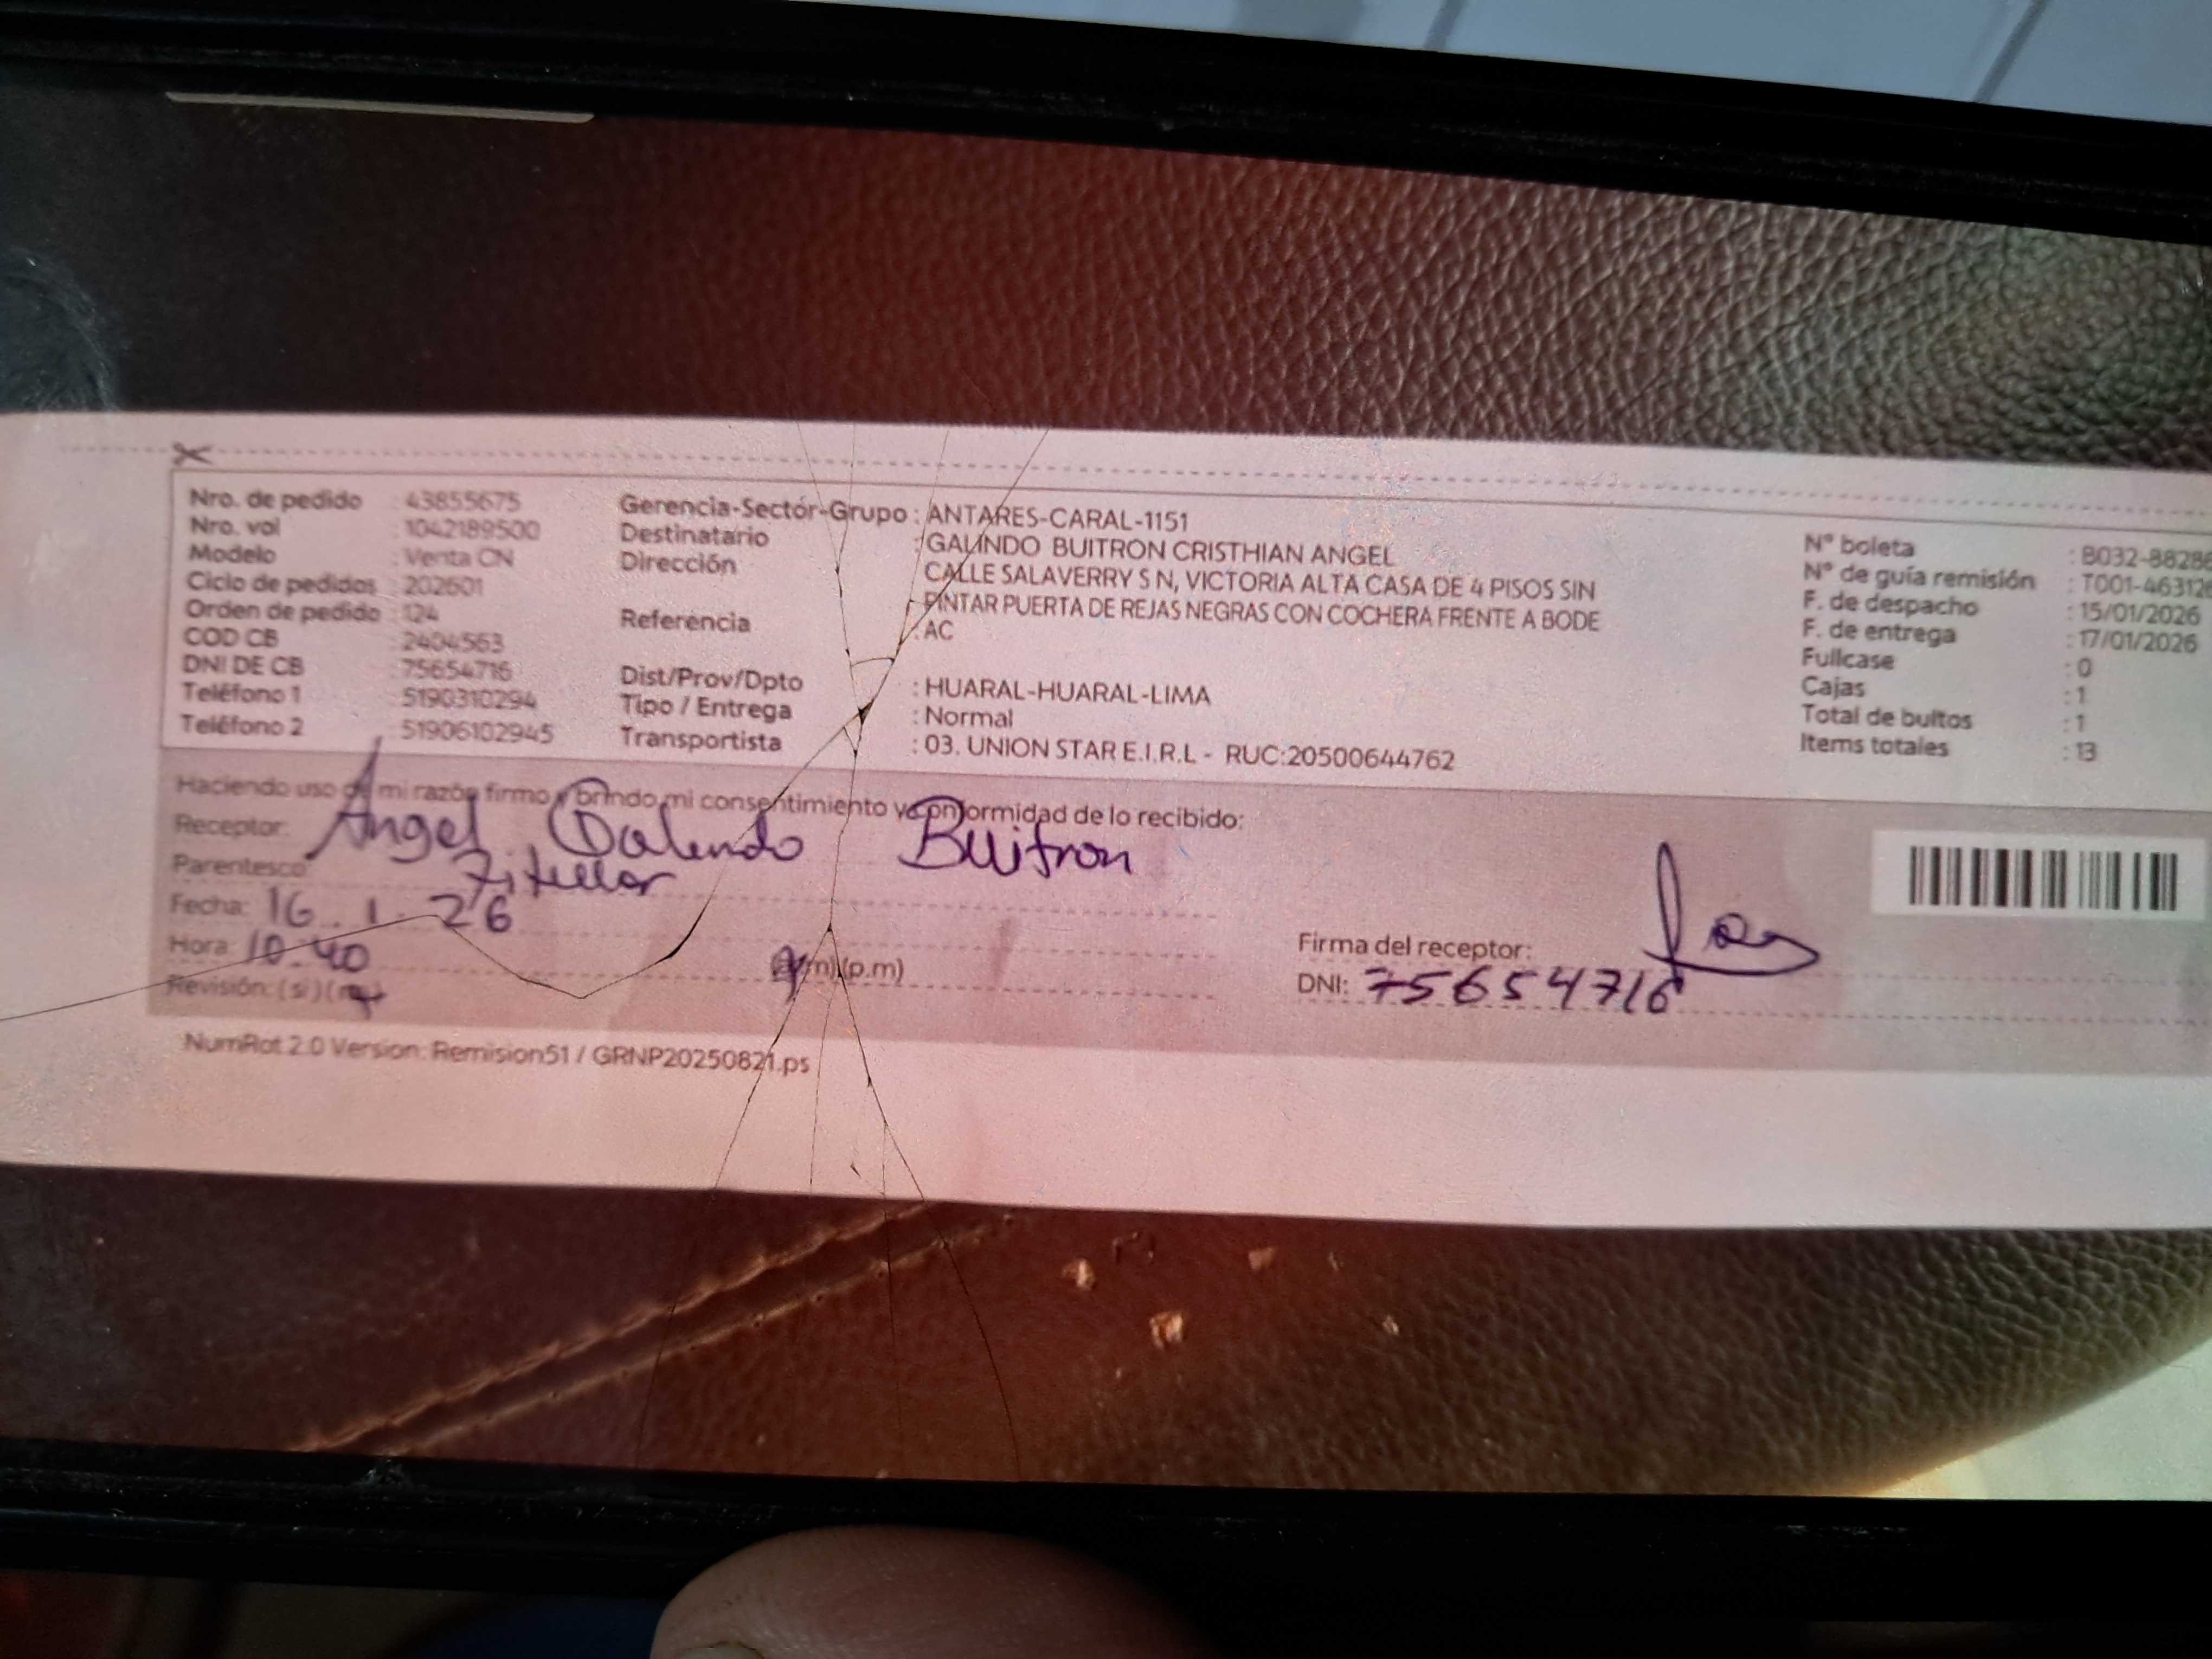 Nro. de pedido : 43855675
Nro. vol : 1042189500
Modelo : Venta CN
Ciclo de pedidos : 202601
Orden de pedido : 124
COD CB : 2404563
DNI DE CB : 75654716
Teléfono 1 : 5190310294
Teléfono 2 : 51906102945
Gerencia-Sector-Grupo : ANTARES-CARAL-1151
Destinatario : GALINDO BUITRON CRISTHIAN ANGEL
Dirección CALLE SALAVERRY S N, VICTORIA ALTA CASA DE 4 PISOS SIN
PINTAR PUERTA DE REJAS NEGRAS CON COCHERA FRENTE A BODE
Referencia : AC
Dist/Prov/Dpto : HUARAL-HUARAL-LIMA
Tipo / Entrega : Normal
Transportista : 03. UNION STAR E.I.R.L - RUC:20500644762
N° boleta : B032-88286
N° de guía remisión : T001-463126
F. de despacho : 15/01/2026
F. de entrega : 17/01/2026
Fullcase : 0
Cajas : 1
Total de bultos : 1
Items totales : 13
Haciendo uso de mi razón firmo y brindo mi consentimiento y conformidad de lo recibido:
Receptor: Angel Galindo Buitron
Parentesco: Titular
Fecha: 16.1.26
Hora: 10.40 (a.m) (p.m)
Revisión: (si) (no)
Firma del receptor:
DNI: 75654716
NumRot 2.0 Version: Remision51 / GRNP20250821.ps